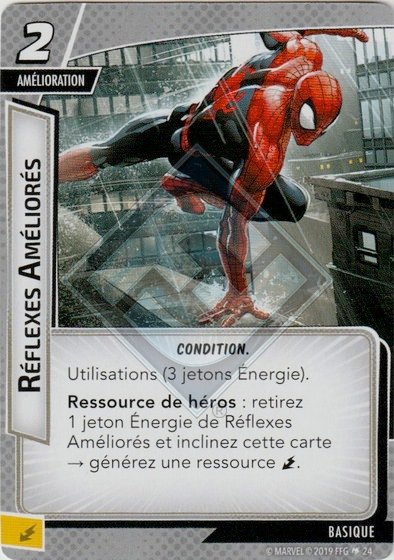 2
AMÉLIORATION
RÉFLEXES AMÉLIORÉS
CONDITION.
Utilisations (3 jetons Énergie).
Ressource de héros : retirez
1 jeton Énergie de Réflexes
Améliorés et inclinez cette carte
→ générez une ressource .
BASIQUE
© MARVEL © 2019 FFG 24